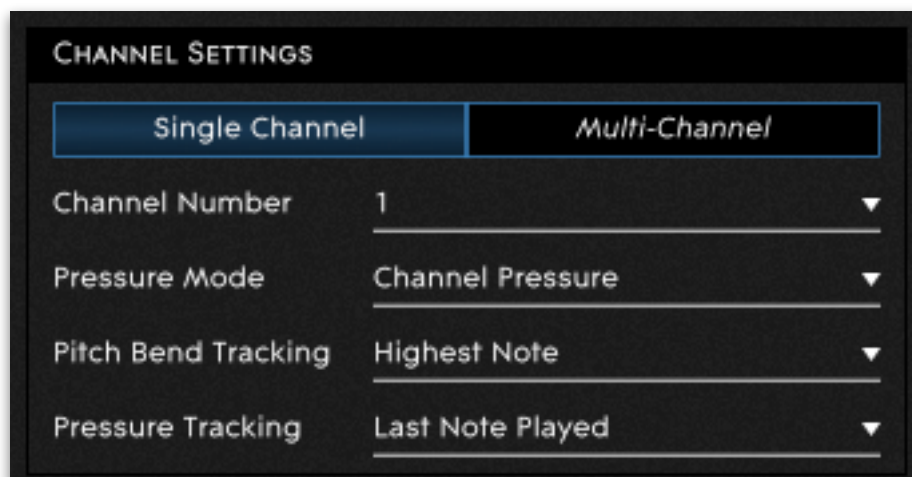 CHANNEL SETTINGS
Single Channel Multi-Channel
Channel Number 1
Pressure Mode Channel Pressure
Pitch Bend Tracking Highest Note
Pressure Tracking Last Note Played